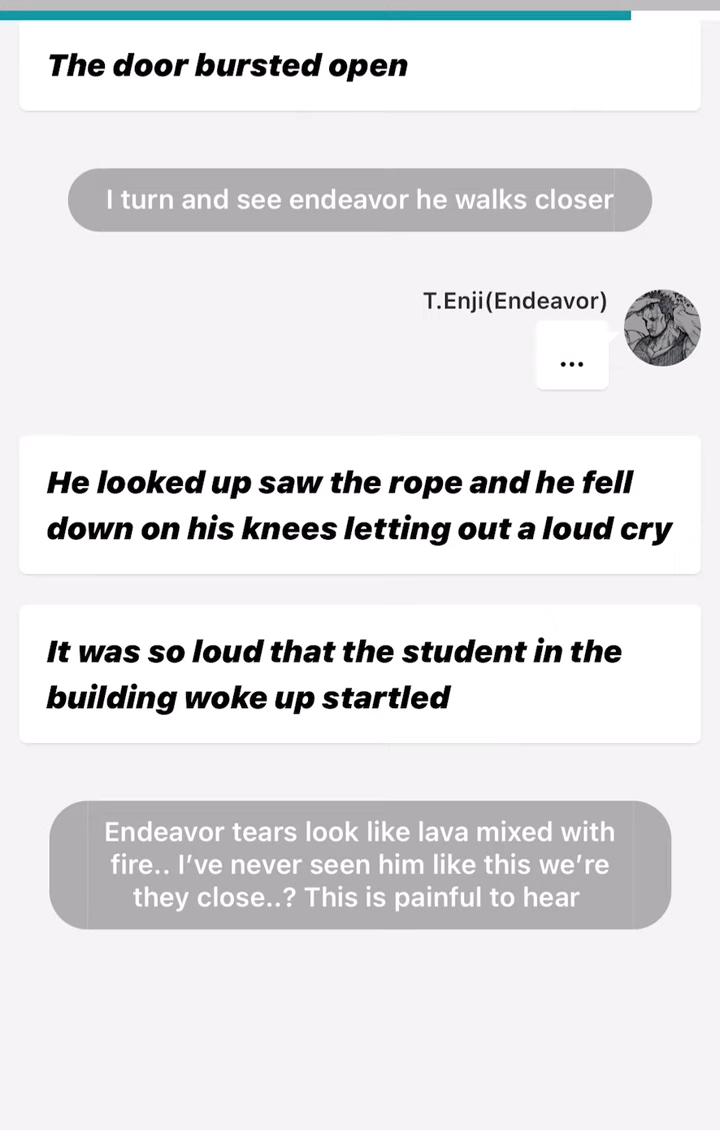 The door bursted open
I turn and see endeavor he walks closer
T.Enji(Endeavor)
...
He looked up saw the rope and he fell
down on his knees letting out a loud cry
It was so loud that the student in the
building woke up startled
Endeavor tears look like lava mixed with
fire.. I’ve never seen him like this we’re
they close..? This is painful to hear